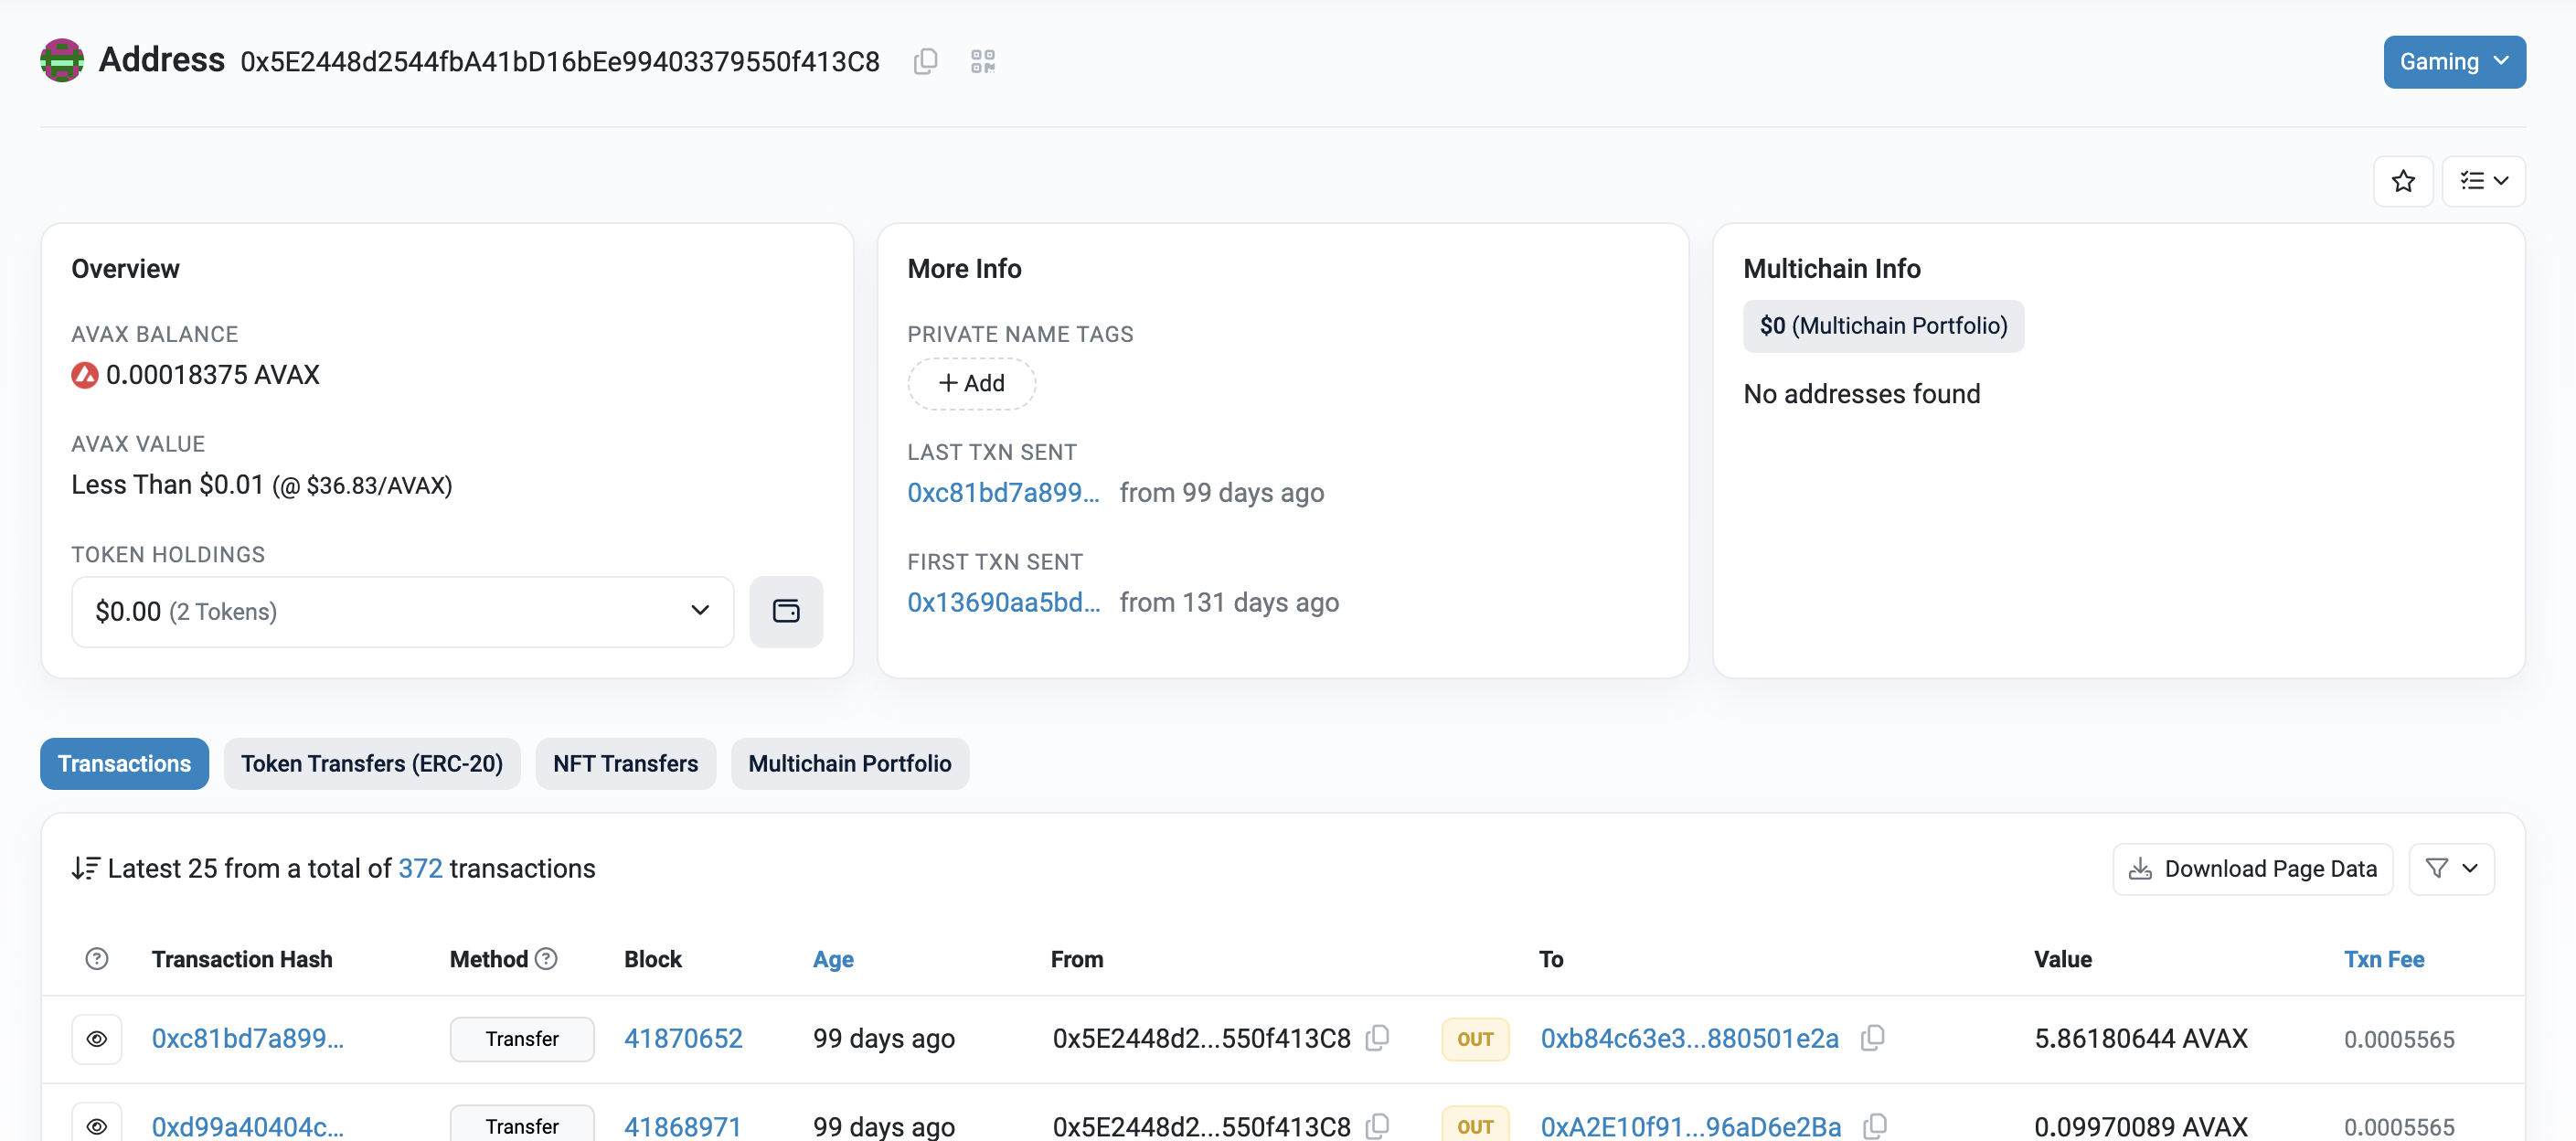 Address 0x5E2448d2544fbA41bD16bEe99403379550f413C8
Gaming
Overview
AVAX BALANCE
0.00018375 AVAX
AVAX VALUE
Less Than $0.01 (@ $36.83/AVAX)
TOKEN HOLDINGS
$0.00 (2 Tokens)
More Info
PRIVATE NAME TAGS
+ Add
LAST TXN SENT
0xc81bd7a899... from 99 days ago
FIRST TXN SENT
0x13690aa5bd... from 131 days ago
Multichain Info
$0 (Multichain Portfolio)
No addresses found
Transactions Token Transfers (ERC-20) NFT Transfers Multichain Portfolio
Latest 25 from a total of 372 transactions
Download Page Data
Transaction Hash Method Block Age From To Value Txn Fee
0xc81bd7a899... Transfer 41870652 99 days ago 0x5E2448d2...550f413C8 OUT 0xb84c63e3...880501e2a 5.86180644 AVAX 0.0005565
0xd99a40404c... Transfer 41868971 99 days ago 0x5E2448d2...550f413C8 OUT 0xA2E10f91...96aD6e2Ba 0.09970089 AVAX 0.0005565